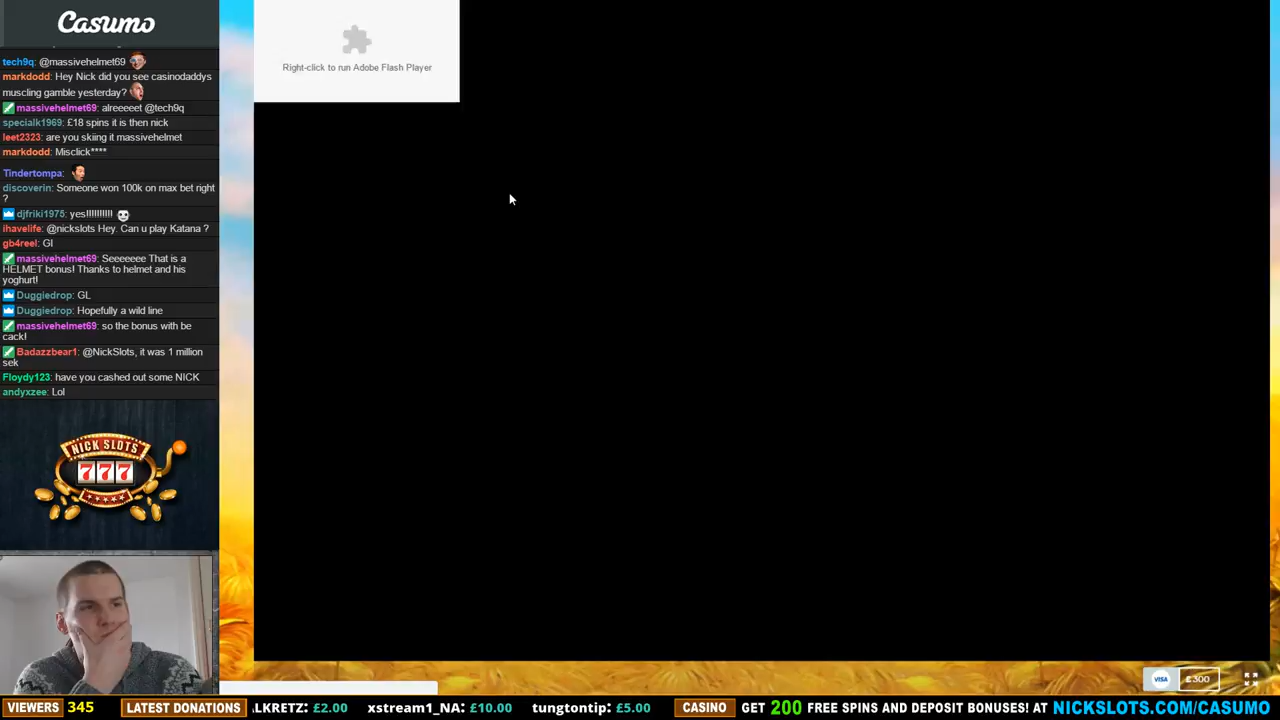 Casumo
tech9q: @massivehelmet69
markdodd: Hey Nick did you see casinodaddys
muscling gamble yesterday?
massivehelmet69: alreeeeet @tech9q
specialk1969: £18 spins it is then nick
leet2323: are you skiing it massivehelmet
markdodd: Misclick****
Tindertompa:
discoverin: Someone won 100k on max bet right
?
djfriki1975: yes!!!!!!!!!!
ihavelife: @nickslots Hey. Can u play Katana ?
gb4reel: Gl
massivehelmet69: Seeeeeee That is a
HELMET bonus! Thanks to helmet and his
yoghurt!
Duggiedrop: GL
Duggiedrop: Hopefully a wild line
massivehelmet69: so the bonus with be
cack!
Badazzbear1: @NickSlots, it was 1 million
sek
Floydy123: have you cashed out some NICK
andyxzee: Lol
Right-click to run Adobe Flash Player
NICK SLOTS
777
VISA £300
VIEWERS 345 LATEST DONATIONS ALKRETZ: £2.00 xstream1_NA: £10.00 tungtontip: £5.00 CASINO GET 200 FREE SPINS AND DEPOSIT BONUSES! AT NICKSLOTS.COM/CASUMO